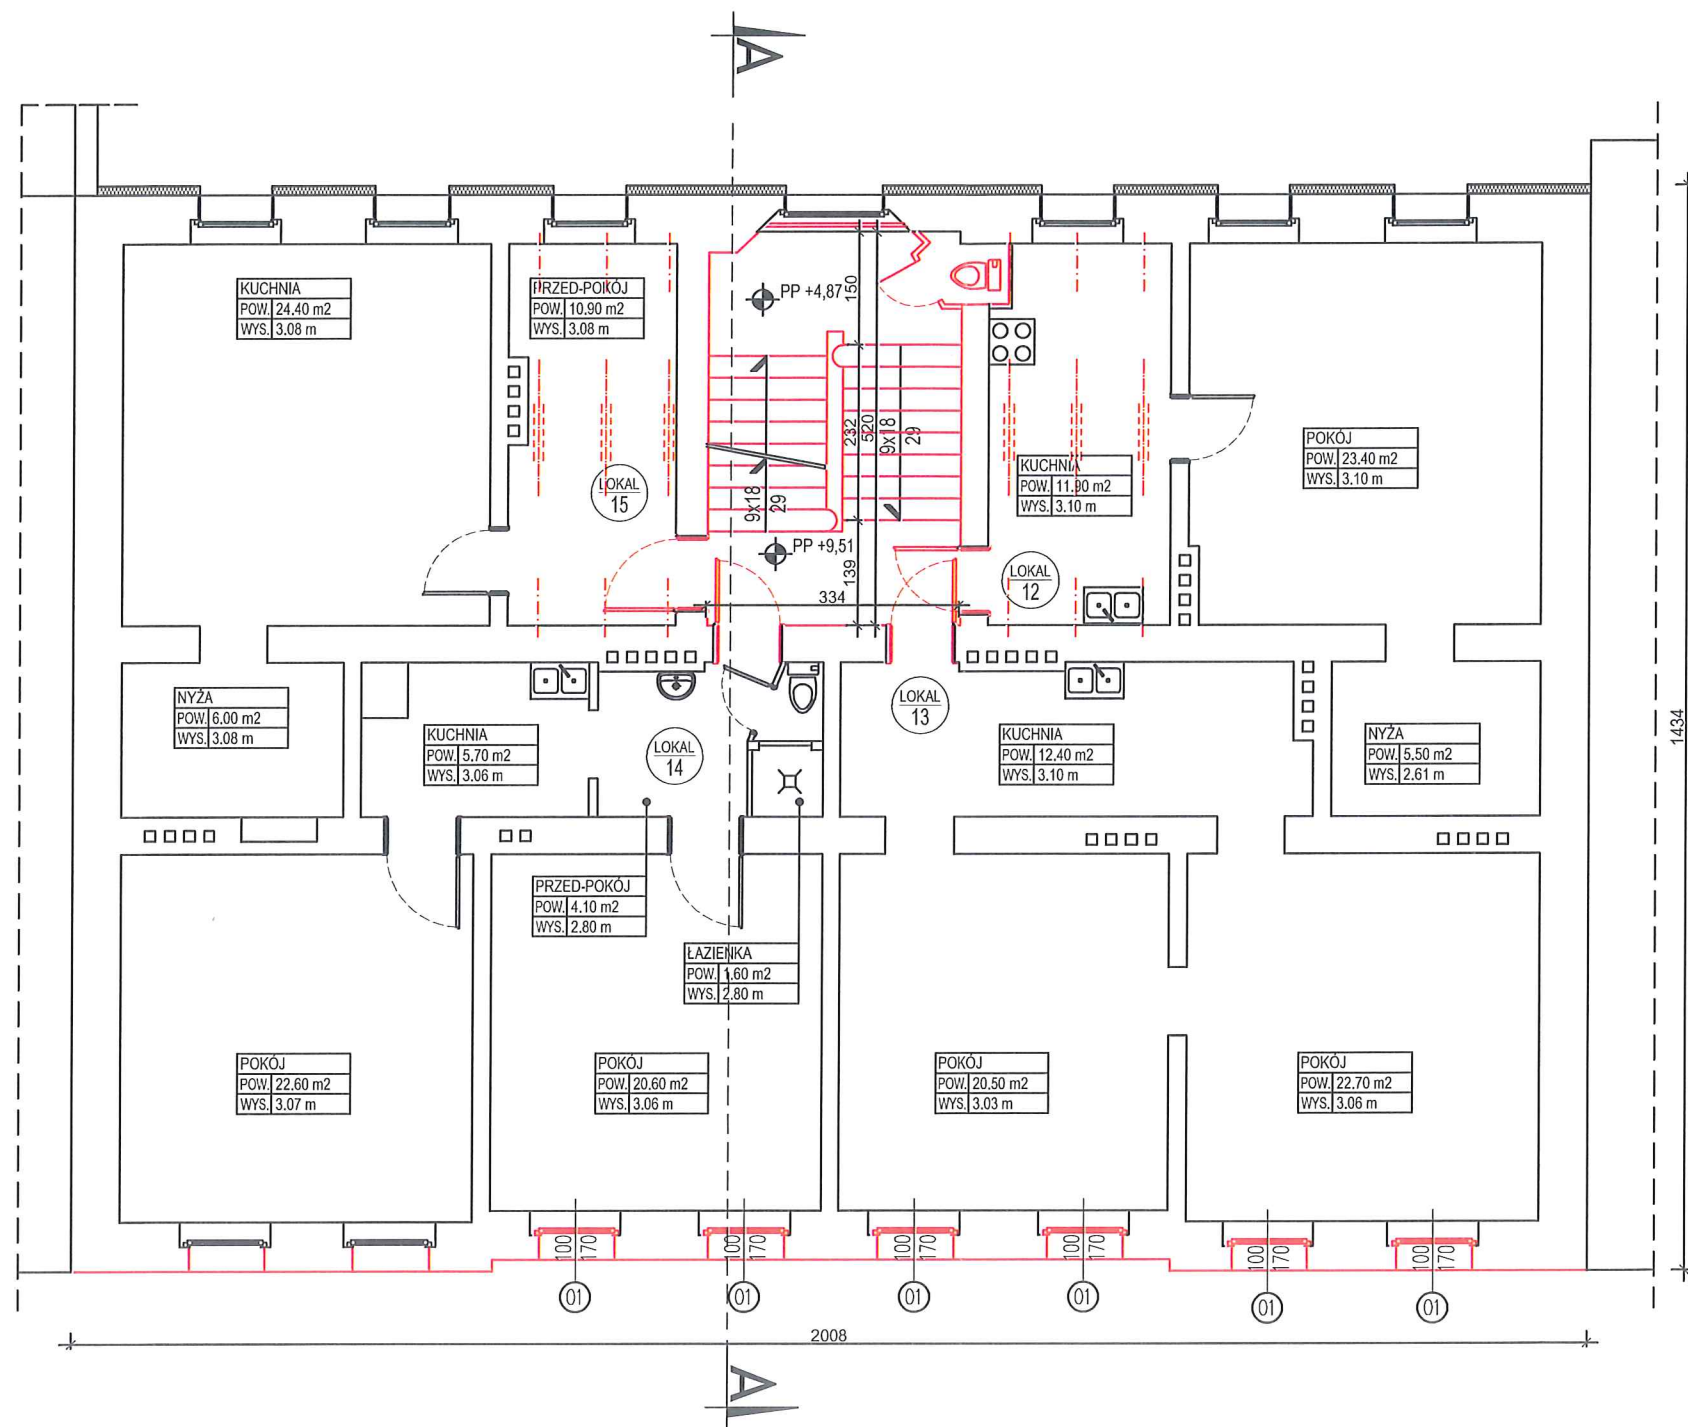 A
KUCHNIA
POW. 24.40 m2
WYS. 3.08 m
PRZED-POKÓJ
POW. 10.90 m2
WYS. 3.08 m
PP +4,87
150
232
520
9x18
29
9x18
29
LOKAL
15
KUCHNIA
POW. 11.90 m2
WYS. 3.10 m
POKÓJ
POW. 23.40 m2
WYS. 3.10 m
PP +9,51
139
334
LOKAL
12
NYŻA
POW. 6.00 m2
WYS. 3.08 m
KUCHNIA
POW. 5.70 m2
WYS. 3.06 m
LOKAL
14
LOKAL
13
KUCHNIA
POW. 12.40 m2
WYS. 3.10 m
NYŻA
POW. 5.50 m2
WYS. 2.61 m
1434
PRZED-POKÓJ
POW. 4.10 m2
WYS. 2.80 m
ŁAZIENKA
POW. 1.60 m2
WYS. 2.80 m
POKÓJ
POW. 22.60 m2
WYS. 3.07 m
POKÓJ
POW. 20.60 m2
WYS. 3.06 m
POKÓJ
POW. 20.50 m2
WYS. 3.03 m
POKÓJ
POW. 22.70 m2
WYS. 3.06 m
100
170
100
170
100
170
100
170
100
170
100
170
01
01
01
01
01
01
2008
A